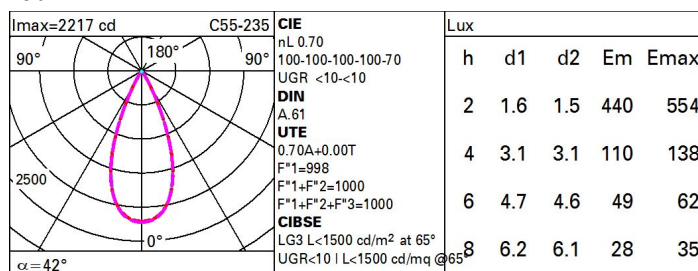 Imax=2217 cd C55-235
90° 180° 90°
2500
0°
α=42°
CIE
nL 0.70
100-100-100-100-70
UGR <10-<10
DIN
A.61
UTE
0.70A+0.00T
F"1=998
F"1+F"2=1000
F"1+F"2+F"3=1000
CIBSE
LG3 L<1500 cd/m² at 65°
UGR<10 | L<1500 cd/mq @65°
Lux
h d1 d2 Em Emax
2 1.6 1.5 440 554
4 3.1 3.1 110 138
6 4.7 4.6 49 62
8 6.2 6.1 28 35